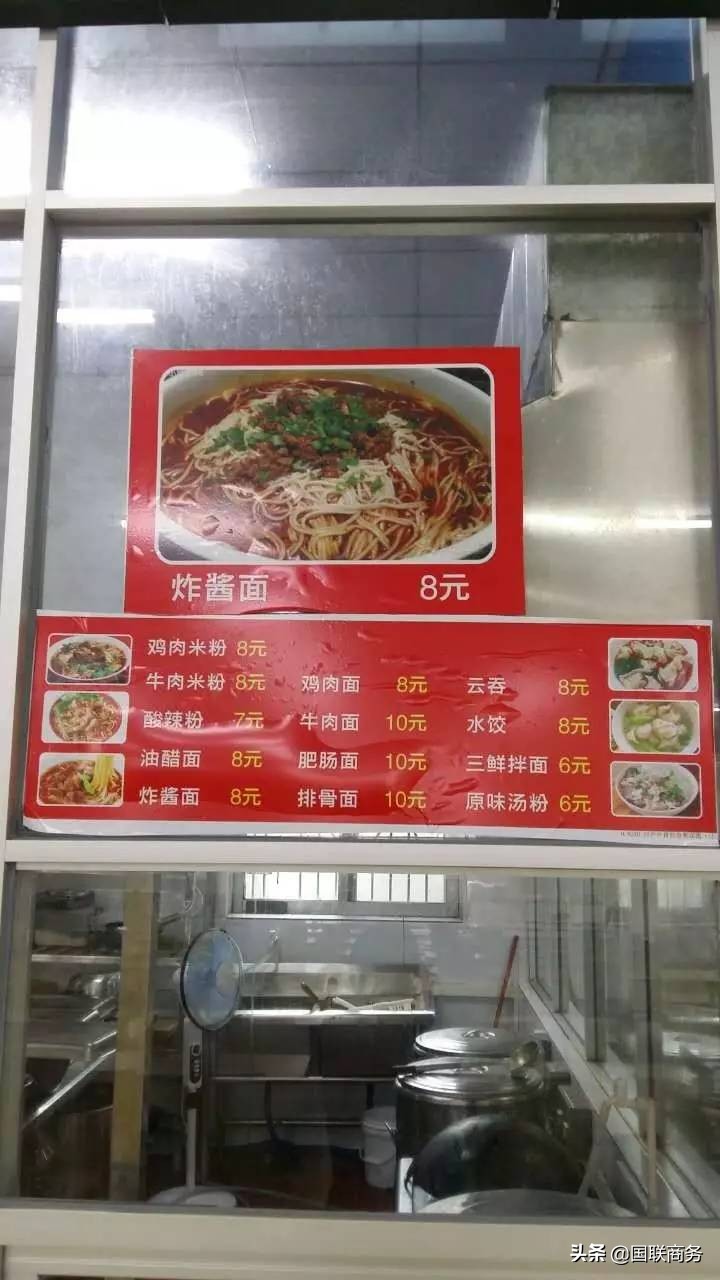 炸酱面 8元
鸡肉米粉 8元
牛肉米粉 8元 鸡肉面 8元 云吞 8元
酸辣粉 7元 牛肉面 10元 水饺 8元
油醋面 8元 肥肠面 10元 三鲜拌面 6元
炸酱面 8元 排骨面 10元 原味汤粉 6元
头条 @国联商务